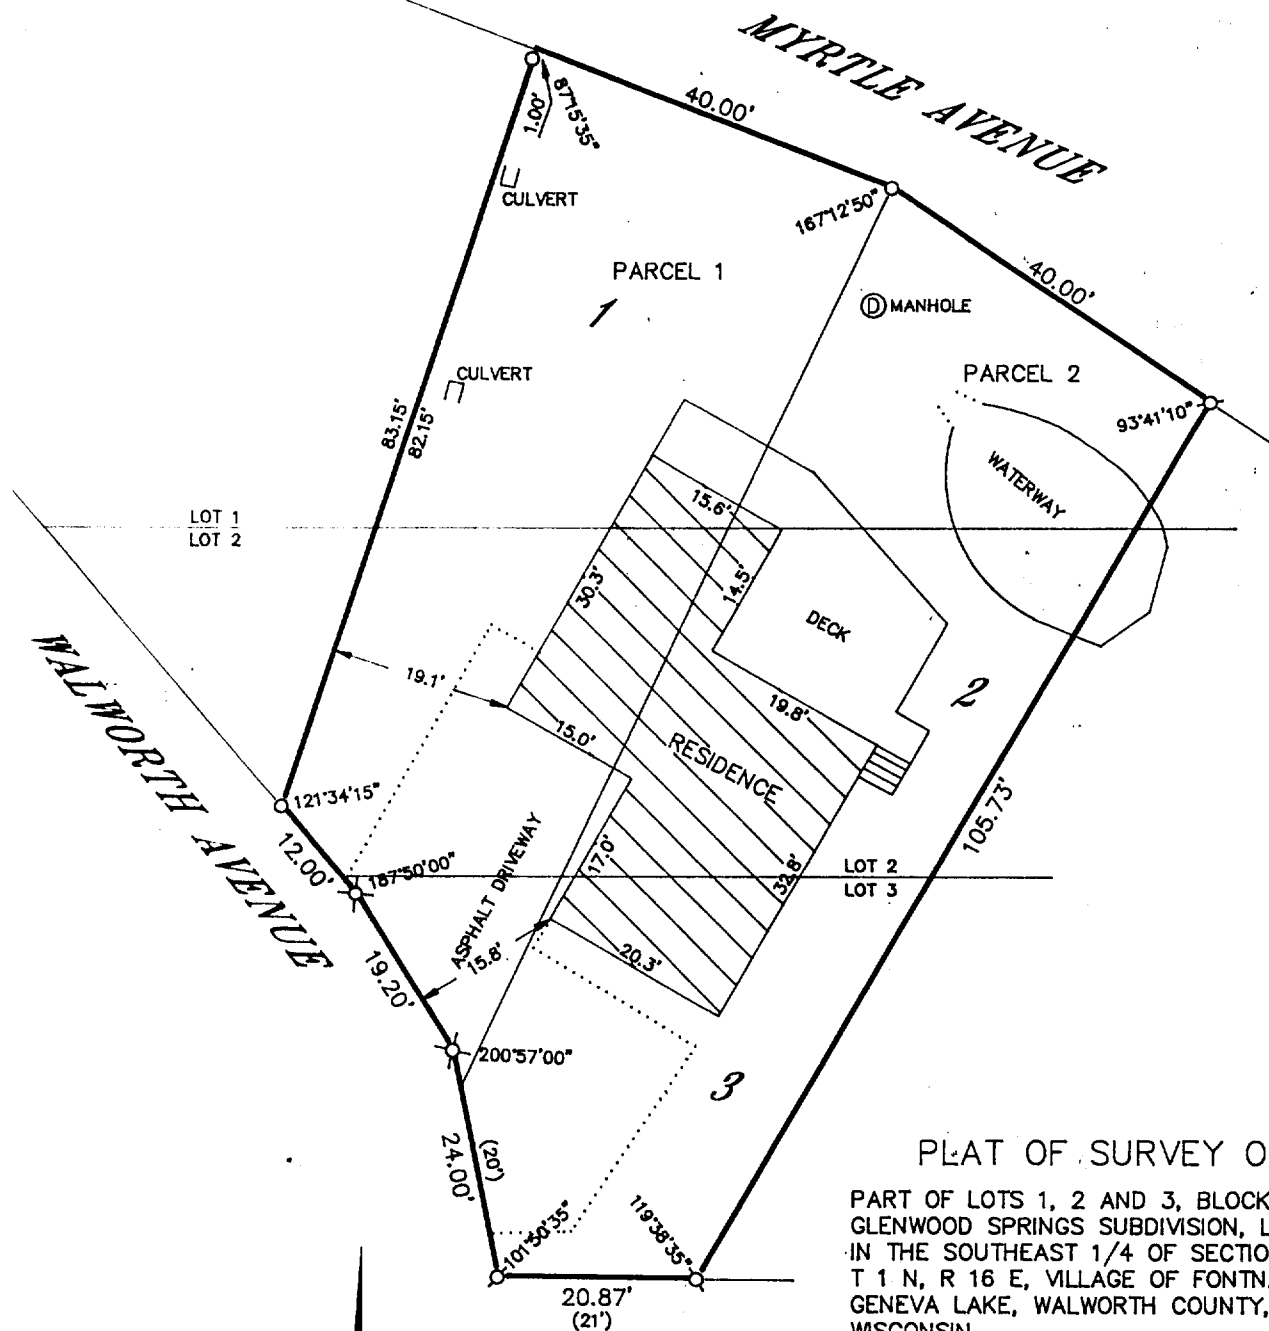 MYRTLE AVENUE
40.00'
87°15'35"
1.00'
CULVERT
167°12'50"
PARCEL 1
1
40.00'
MANHOLE
D
CULVERT
PARCEL 2
93°41'10"
83.15'
82.15'
WATERWAY
15.6'
LOT 1
LOT 2
14.5'
30.3'
DECK
WALWORTH AVENUE
19.1'
2
19.8'
15.0'
RESIDENCE
121°34'15"
105.73'
12.00'
187°50'00"
ASPHALT DRIVEWAY
17.0'
32.8'
LOT 2
LOT 3
15.8'
20.3'
19.20'
200°57'00"
3
24.00'
(20')
PLAT OF SURVEY O
101°50'35"
119°38'35"
PART OF LOTS 1, 2 AND 3, BLOCK
GLENWOOD SPRINGS SUBDIVISION, L
IN THE SOUTHEAST 1/4 OF SECTIO
T 1 N, R 16 E, VILLAGE OF FONTN
GENEVA LAKE, WALWORTH COUNTY,
WISCONSIN
20.87'
(21')